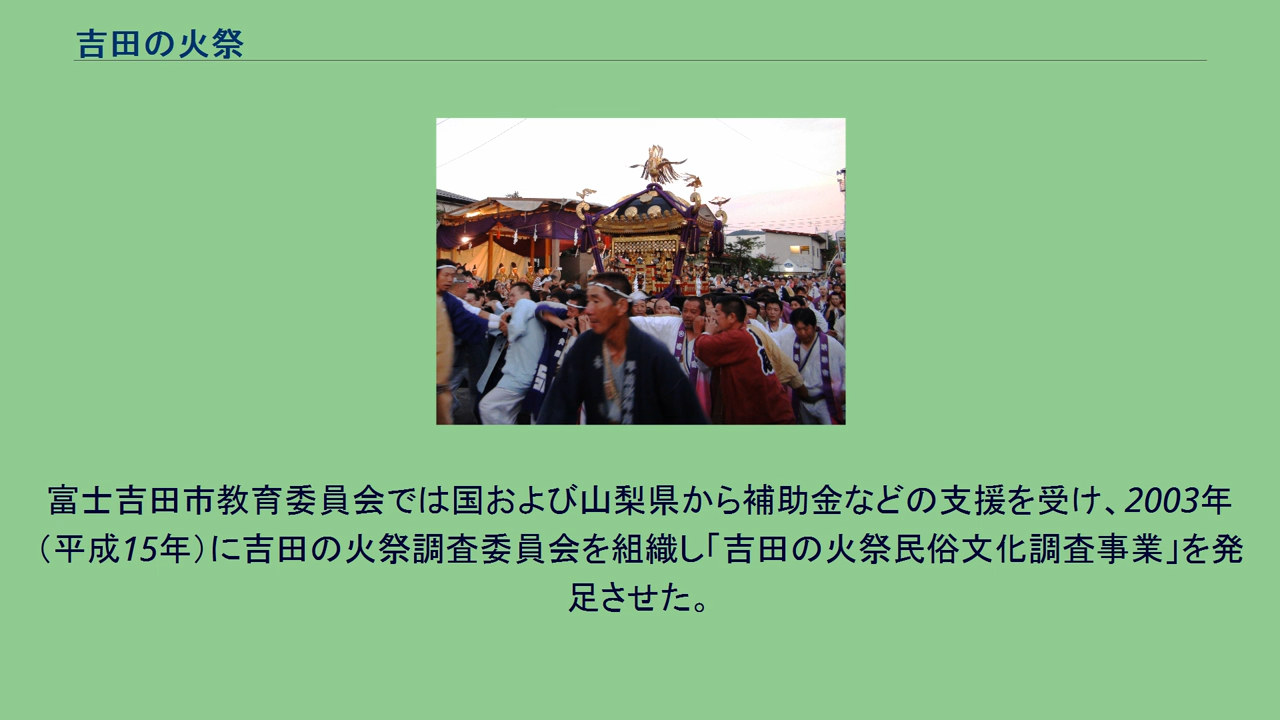 吉田の火祭
富士吉田市教育委員会では国および山梨県から補助金などの支援を受け、2003年
（平成15年）に吉田の火祭調査委員会を組織し「吉田の火祭民俗文化調査事業」を発
足させた。